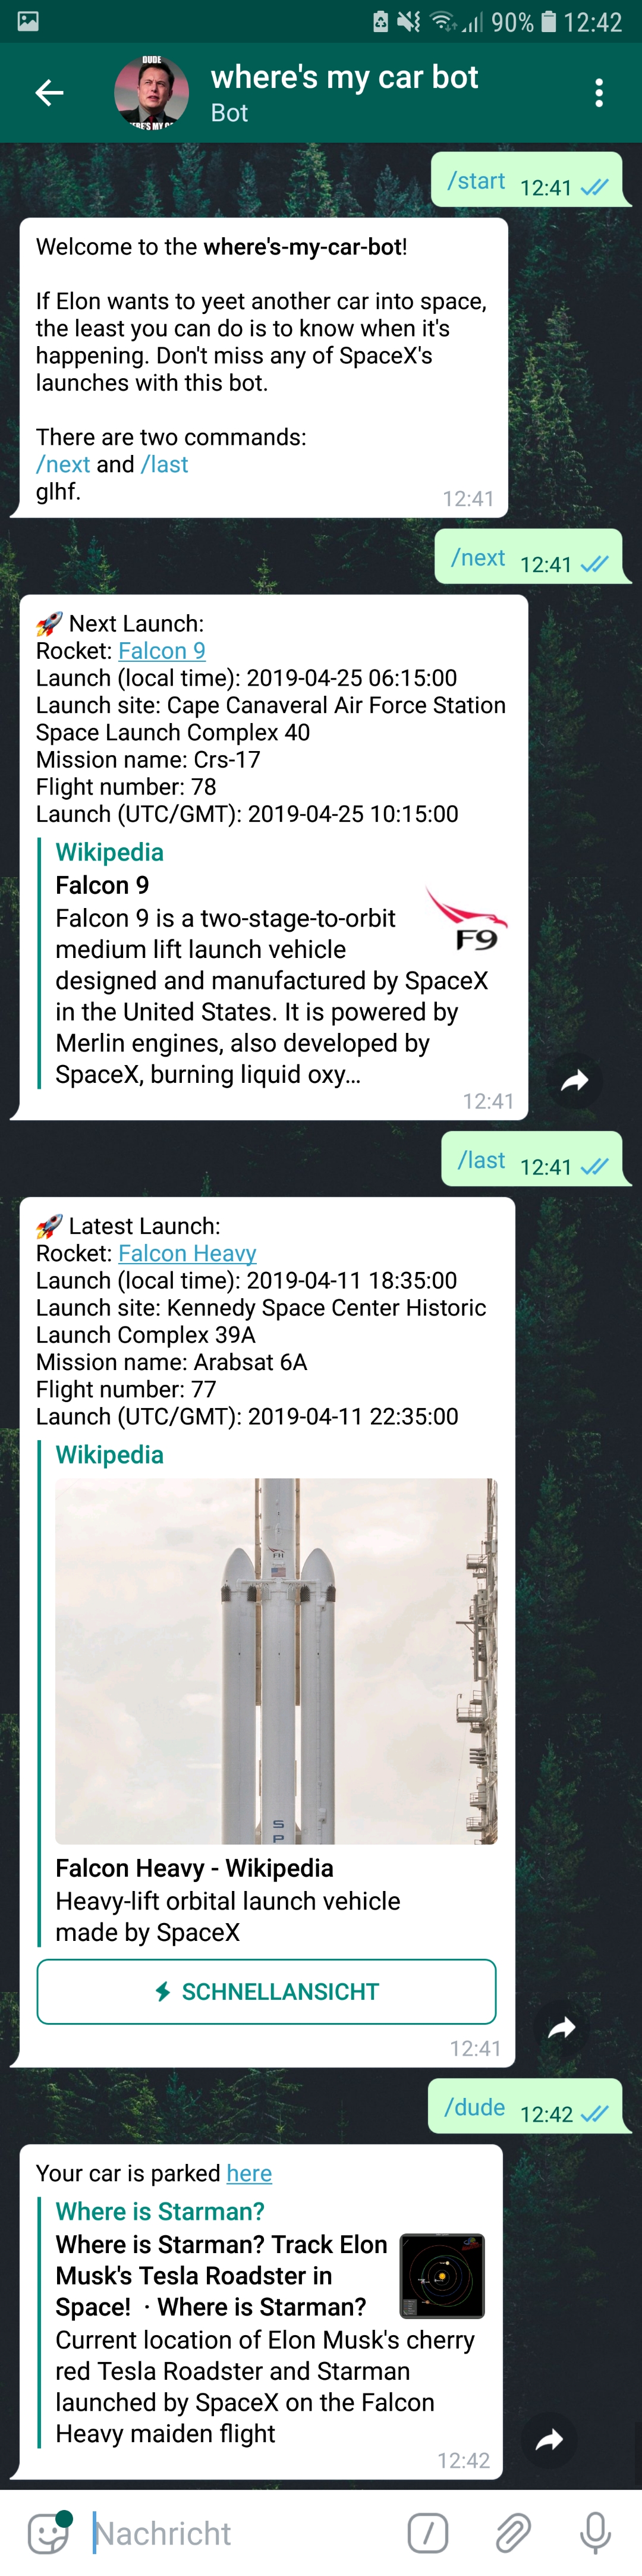 90% 12:42
DUDE
where's my car bot
Bot
/start 12:41
Welcome to the where's-my-car-bot!
If Elon wants to yeet another car into space,
the least you can do is to know when it's
happening. Don't miss any of SpaceX's
launches with this bot.
There are two commands:
/next and /last
glhf.
12:41
/next 12:41
🚀 Next Launch:
Rocket: Falcon 9
Launch (local time): 2019-04-25 06:15:00
Launch site: Cape Canaveral Air Force Station
Space Launch Complex 40
Mission name: Crs-17
Flight number: 78
Launch (UTC/GMT): 2019-04-25 10:15:00
Wikipedia
Falcon 9
Falcon 9 is a two-stage-to-orbit
medium lift launch vehicle
designed and manufactured by SpaceX
in the United States. It is powered by
Merlin engines, also developed by
SpaceX, burning liquid oxy...
F9
12:41
/last 12:41
🚀 Latest Launch:
Rocket: Falcon Heavy
Launch (local time): 2019-04-11 18:35:00
Launch site: Kennedy Space Center Historic
Launch Complex 39A
Mission name: Arabsat 6A
Flight number: 77
Launch (UTC/GMT): 2019-04-11 22:35:00
Wikipedia
S
P
Falcon Heavy - Wikipedia
Heavy-lift orbital launch vehicle
made by SpaceX
SCHNELLANSICHT
12:41
/dude 12:42
Your car is parked here
Where is Starman?
Where is Starman? Track Elon
Musk's Tesla Roadster in
Space! · Where is Starman?
Current location of Elon Musk's cherry
red Tesla Roadster and Starman
launched by SpaceX on the Falcon
Heavy maiden flight
12:42
Nachricht